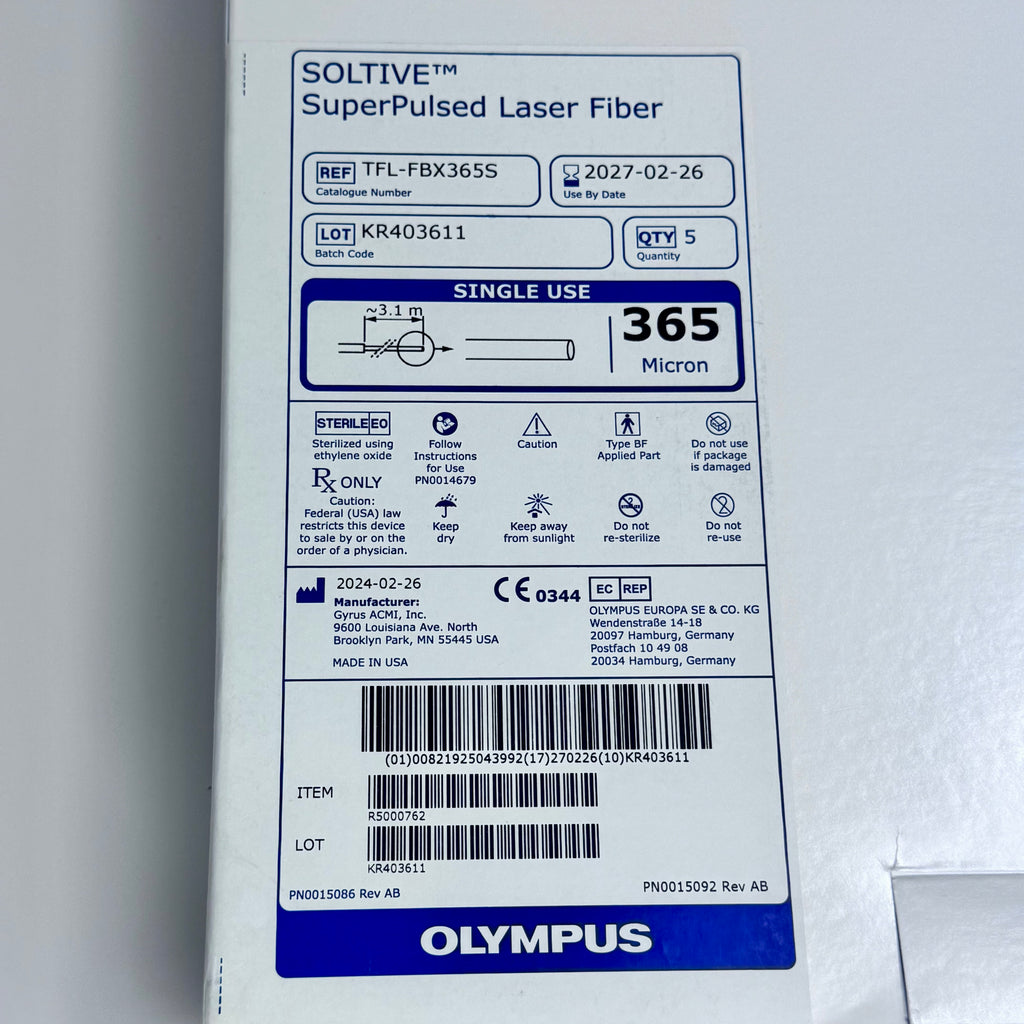 SOLTIVE™
SuperPulsed Laser Fiber
REF TFL-FBX365S
Catalogue Number
2027-02-26
Use By Date
LOT KR403611
Batch Code
QTY 5
Quantity
SINGLE USE
~3.1 m
365
Micron
STERILE EO
Sterilized using
ethylene oxide
Follow
Instructions
for Use
PN0014679
Caution
Type BF
Applied Part
Do not use
if package
is damaged
Rx ONLY
Caution:
Federal (USA) law
restricts this device
to sale by or on the
order of a physician.
Keep
dry
Keep away
from sunlight
Do not
re-sterilize
2
Do not
re-use
2024-02-26
Manufacturer:
Gyrus ACMI, Inc.
9600 Louisiana Ave. North
Brooklyn Park, MN 55445 USA
MADE IN USA
CE 0344
EC REP
OLYMPUS EUROPA SE & CO. KG
Wendenstraße 14-18
20097 Hamburg, Germany
Postfach 10 49 08
20034 Hamburg, Germany
(01)00821925043992(17)270226(10)KR403611
ITEM
R5000762
LOT
KR403611
PN0015086 Rev AB
PN0015092 Rev AB
OLYMPUS